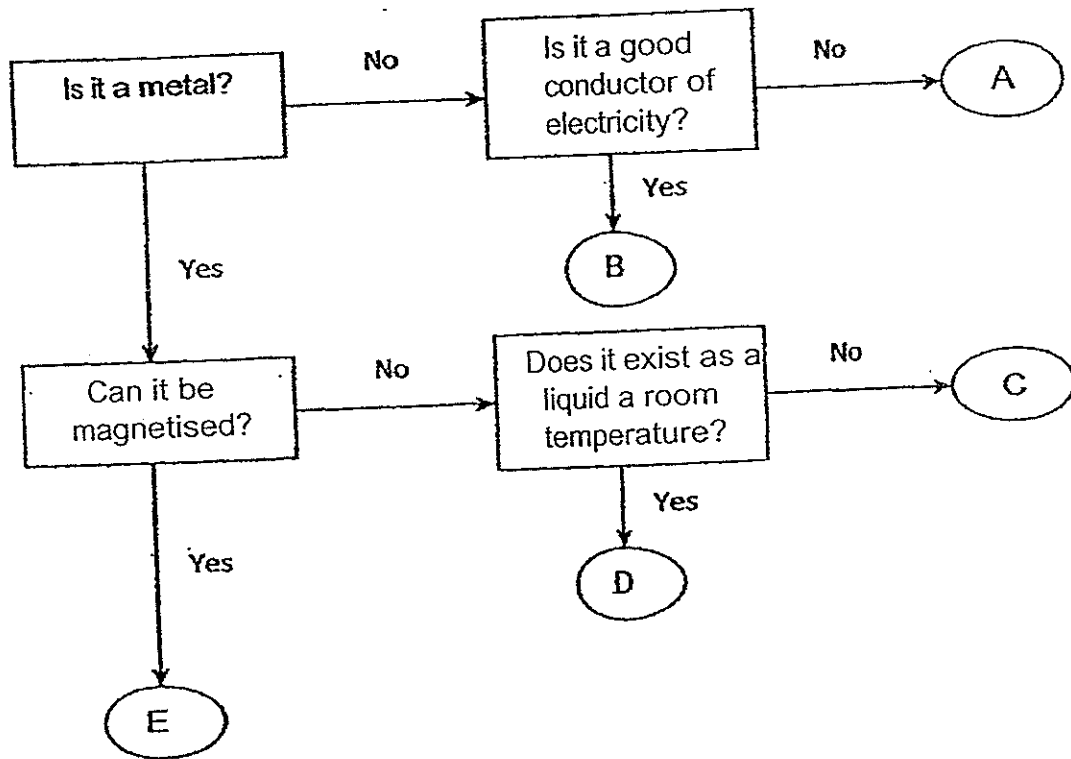 Is it a metal?
No
Is it a good
conductor of
electricity?
No
A
Yes
B
Yes
Can it be
magnetised?
No
Does it exist as a
liquid a room
temperature?
No
C
Yes
D
Yes
E